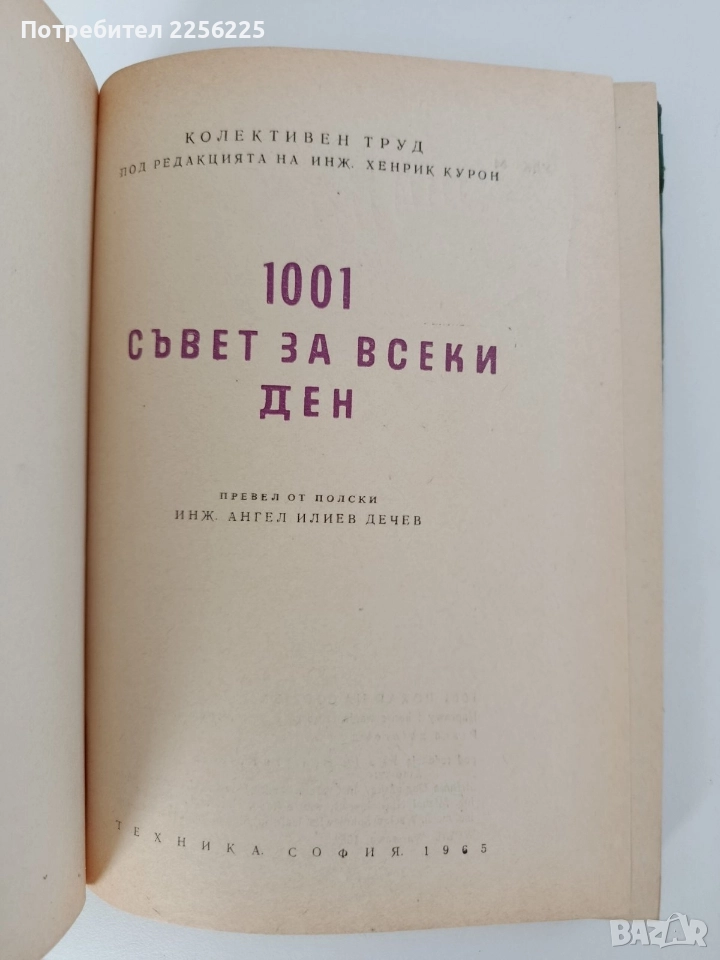 Потребител 2256225
КОЛЕКТИВЕН ТРУД
ПОД РЕДАКЦИЯТА НА ИНЖ. ХЕНРИК КУРОН
1001
СЪВЕТ ЗА ВСЕКИ
ДЕН
ПРЕВЕЛ ОТ ПОЛСКИ
ИНЖ. АНГЕЛ ИЛИЕВ ДЕЧЕВ
ТЕХНИКА, СОФИЯ, 1965
BAZAR